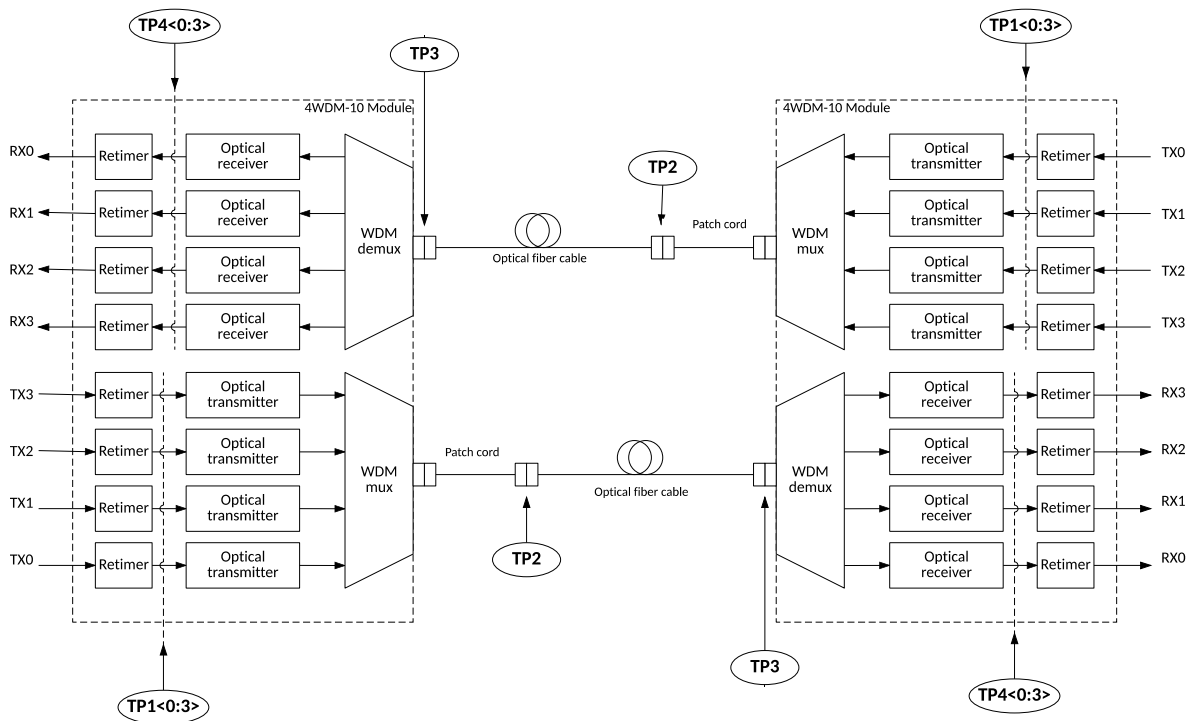 TP4<0:3>
TP1<0:3>
TP3
4WDM-10 Module
4WDM-10 Module
RX0
Retimer
Optical
receiver
Optical
transmitter
Retimer
TX0
TP2
RX1
Retimer
Optical
receiver
Optical
transmitter
Retimer
TX1
Patch cord
WDM
demux
WDM
mux
Optical fiber cable
RX2
Retimer
Optical
receiver
Optical
transmitter
Retimer
TX2
RX3
Retimer
Optical
receiver
Optical
transmitter
Retimer
TX3
TX3
Retimer
Optical
transmitter
Optical
receiver
Retimer
RX3
TX2
Retimer
Optical
transmitter
Optical
receiver
Retimer
RX2
Patch cord
WDM
mux
WDM
demux
Optical fiber cable
TX1
Retimer
Optical
transmitter
Optical
receiver
Retimer
RX1
TX0
Retimer
Optical
transmitter
Optical
receiver
Retimer
RX0
TP2
TP3
TP1<0:3>
TP4<0:3>